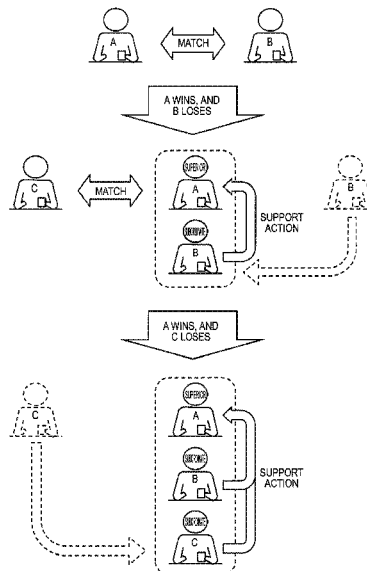 A
MATCH
B
A WINS, AND
B LOSES
C
MATCH
SUPERIOR
A
SUBORDINATE
B
B
SUPPORT
ACTION
A WINS, AND
C LOSES
C
SUPERIOR
A
SUBORDINATE
B
SUBORDINATE
C
SUPPORT
ACTION